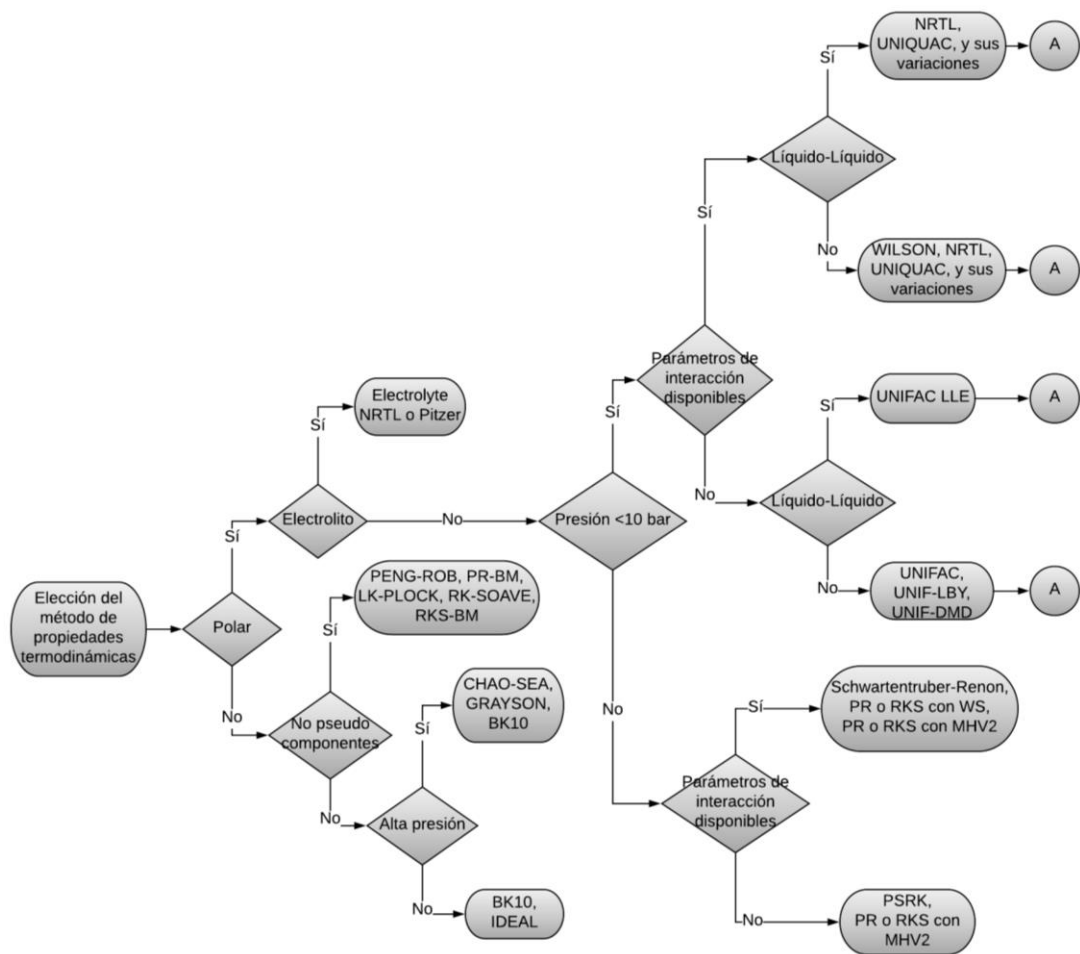 Elección del
método de
propiedades
termodinámicas
Polar
Sí
No
Electrolito
Sí
No
Electrolyte
NRTL o Pitzer
No pseudo
componentes
Sí
No
PENG-ROB, PR-BM,
LK-PLOCK, RK-SOAVE,
RKS-BM
Alta presión
Sí
No
CHAO-SEA,
GRAYSON,
BK10
BK10,
IDEAL
Presión <10 bar
Sí
No
Parámetros de
interacción
disponibles
Sí
No
Líquido-Líquido
Sí
No
NRTL,
UNIQUAC, y sus
variaciones
A
WILSON, NRTL,
UNIQUAC, y sus
variaciones
A
Líquido-Líquido
Sí
No
UNIFAC LLE
A
UNIFAC,
UNIF-LBY,
UNIF-DMD
A
Parámetros de
interacción
disponibles
Sí
No
Schwartentruber-Renon,
PR o RKS con WS,
PR o RKS con MHV2
PSRK,
PR o RKS con
MHV2